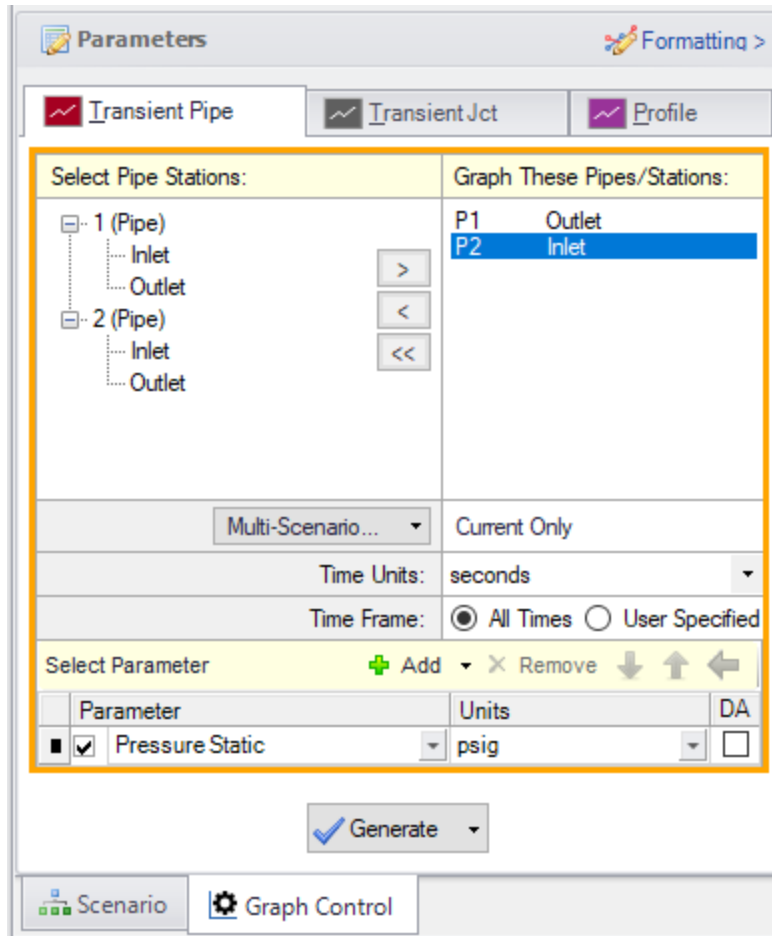 Parameters Formatting >
Transient Pipe Transient Jct Profile
Select Pipe Stations: Graph These Pipes/Stations:
1 (Pipe)
Inlet
Outlet
2 (Pipe)
Inlet
Outlet
>
<
<<
P1 Outlet
P2 Inlet
Multi-Scenario... Current Only
Time Units: seconds
Time Frame: All Times User Specified
Select Parameter Add Remove
Parameter Units DA
Pressure Static psig
Generate
Scenario Graph Control